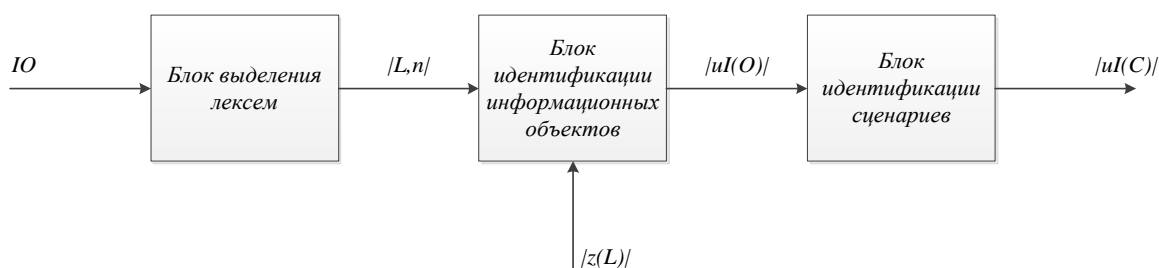 IO
Блок выделения
лексем
|L,n|
Блок
идентификации
информационных
объектов
|uI(O)|
Блок
идентификации
сценариев
|uI(C)|
|z(L)|